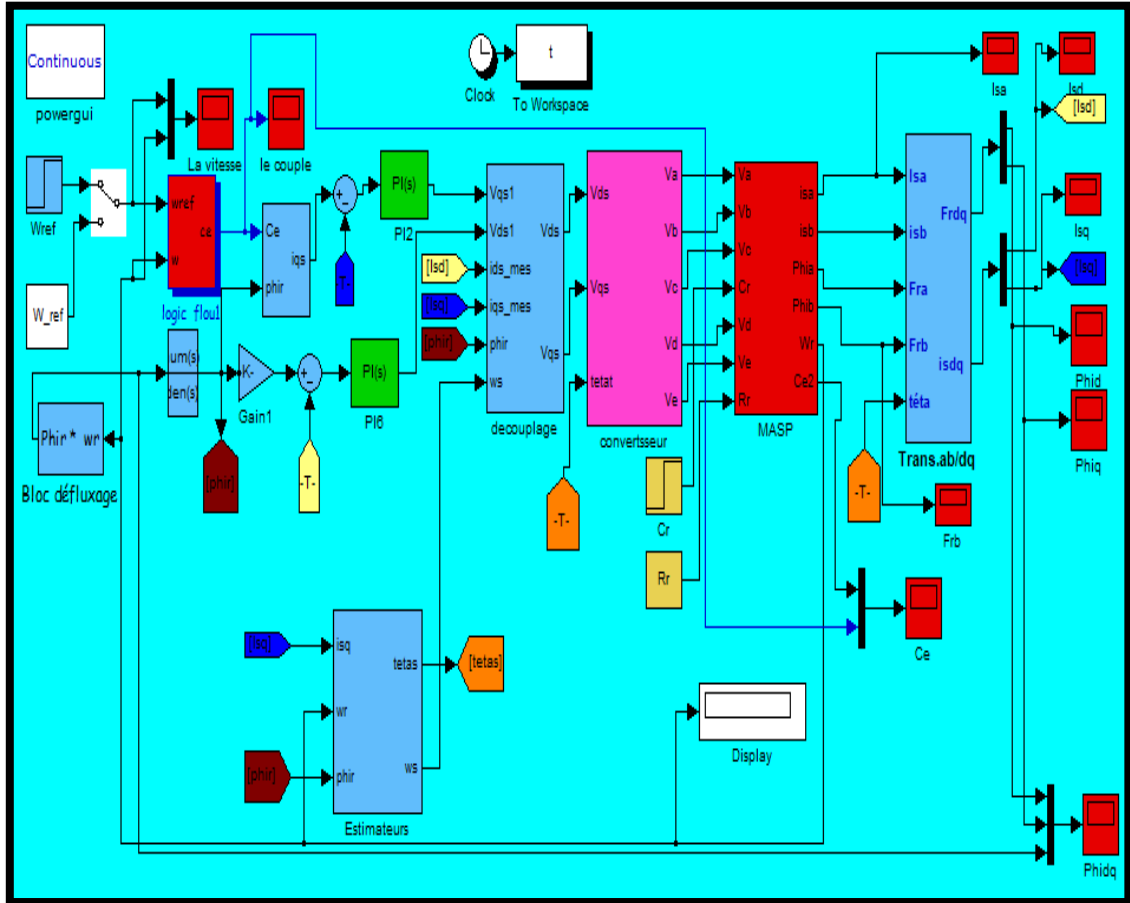 Continuous
powergui
Wref
W_ref
La vitesse
le couple
wref
w
ce
logic flou1
Ce
phir
iqs
-T-
PI(s)
PI2
Clock
t
To Workspace
[Isd]
[Isq]
[phir]
Vqs1
Vds1
ids_mes
iqs_mes
phir
ws
Vds
Vqs
decouplage
Vds
Vqs
tetat
Va
Vb
Vc
Vd
Ve
convertsseur
Va
Vb
Vc
Cr
Vd
Ve
Rr
isa
isb
Phia
Phib
Wr
Ce2
MASP
Isa
isb
Fra
Frb
téta
Frdq
isdq
Trans.ab/dq
Isa
Isd
[Isd]
Isq
[Isq]
Phid
Phiq
um(s)
den(s)
K-
Gain1
PI(s)
PI6
Phir * wr
Bloc défluxage
[phir]
-T-
-T-
Cr
Rr
-T-
Frb
Ce
[Isq]
[phir]
isq
wr
phir
tetas
ws
Estimateurs
[tetas]
Display
Phidq